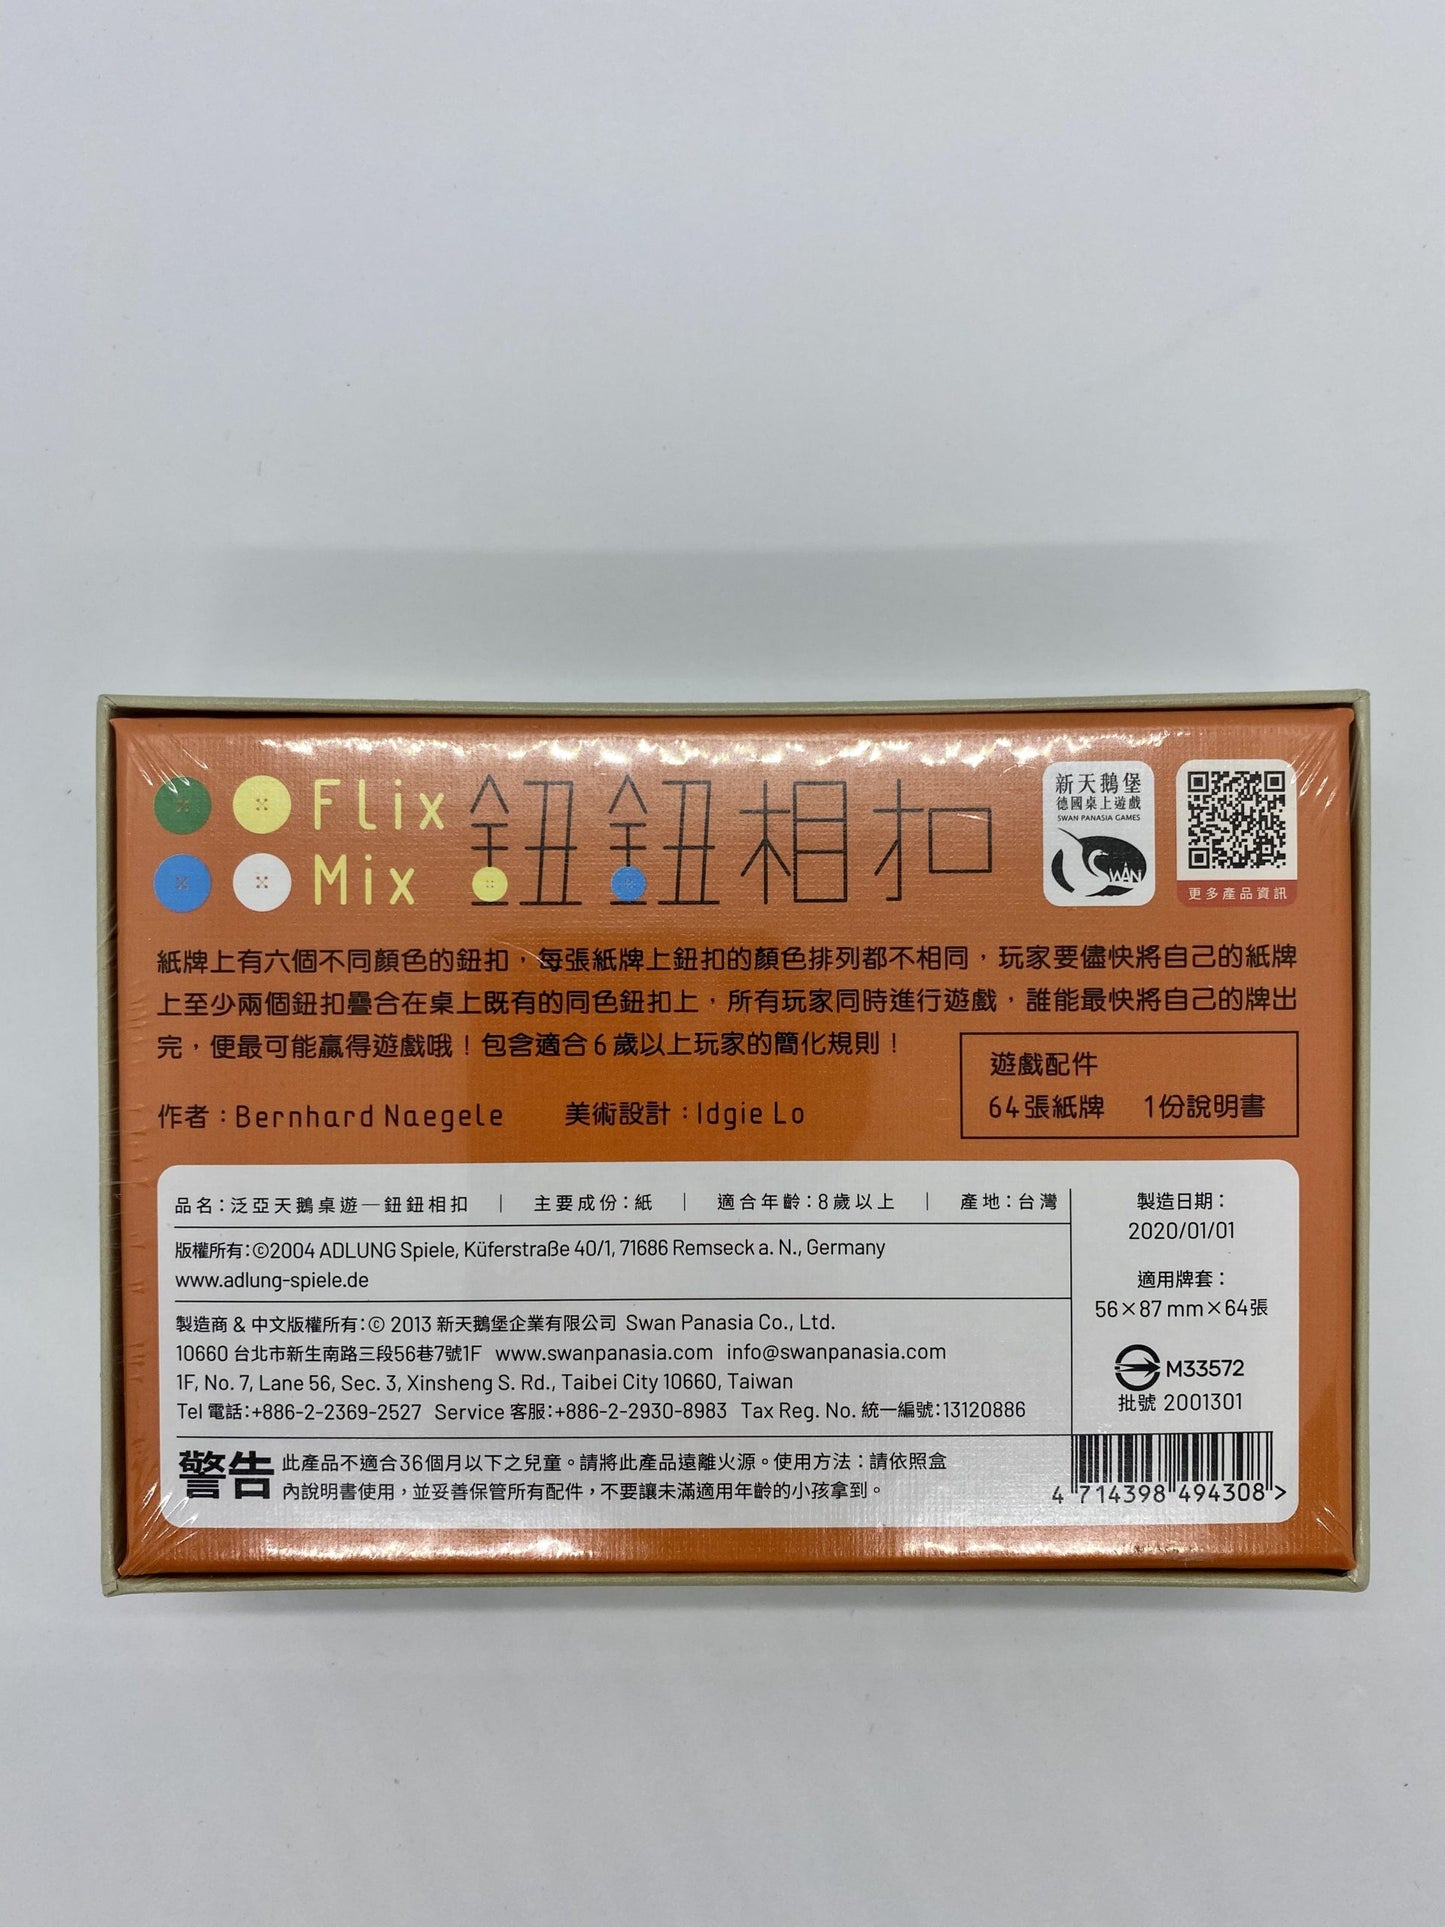 Flix
Mix
鈕鈕相扣
新天鵝堡
德國桌上遊戲
SWAN PANASIA GAMES
SWAN
更多產品資訊
紙牌上有六個不同顏色的鈕扣，每張紙牌上鈕扣的顏色排列都不相同，玩家要儘快將自己的紙牌
上至少兩個鈕扣疊合在桌上既有的同色鈕扣上，所有玩家同時進行遊戲，誰能最快將自己的牌出
完，便最可能贏得遊戲哦！包含適合6歲以上玩家的簡化規則！
遊戲配件
64張紙牌 1份說明書
作者：Bernhard Naegele 美術設計：Idgie Lo
品名：泛亞天鵝桌遊—鈕鈕相扣 | 主要成份：紙 | 適合年齡：8歲以上 | 產地：台灣
版權所有：©2004 ADLUNG Spiele, Küferstraße 40/1, 71686 Remseck a. N., Germany
www.adlung-spiele.de
製造商 & 中文版權所有：© 2013 新天鵝堡企業有限公司 Swan Panasia Co., Ltd.
10660 台北市新生南路三段56巷7號1F www.swanpanasia.com info@swanpanasia.com
1F, No. 7, Lane 56, Sec. 3, Xinsheng S. Rd., Taibei City 10660, Taiwan
Tel 電話：+886-2-2369-2527 Service 客服：+886-2-2930-8983 Tax Reg. No. 統一編號：13120886
警告 此產品不適合36個月以下之兒童。請將此產品遠離火源。使用方法：請依照盒
內說明書使用，並妥善保管所有配件，不要讓未滿適用年齡的小孩拿到。
製造日期：
2020/01/01
適用牌套：
56×87 mm×64張
M33572
批號 2001301
4 714398 494308 >